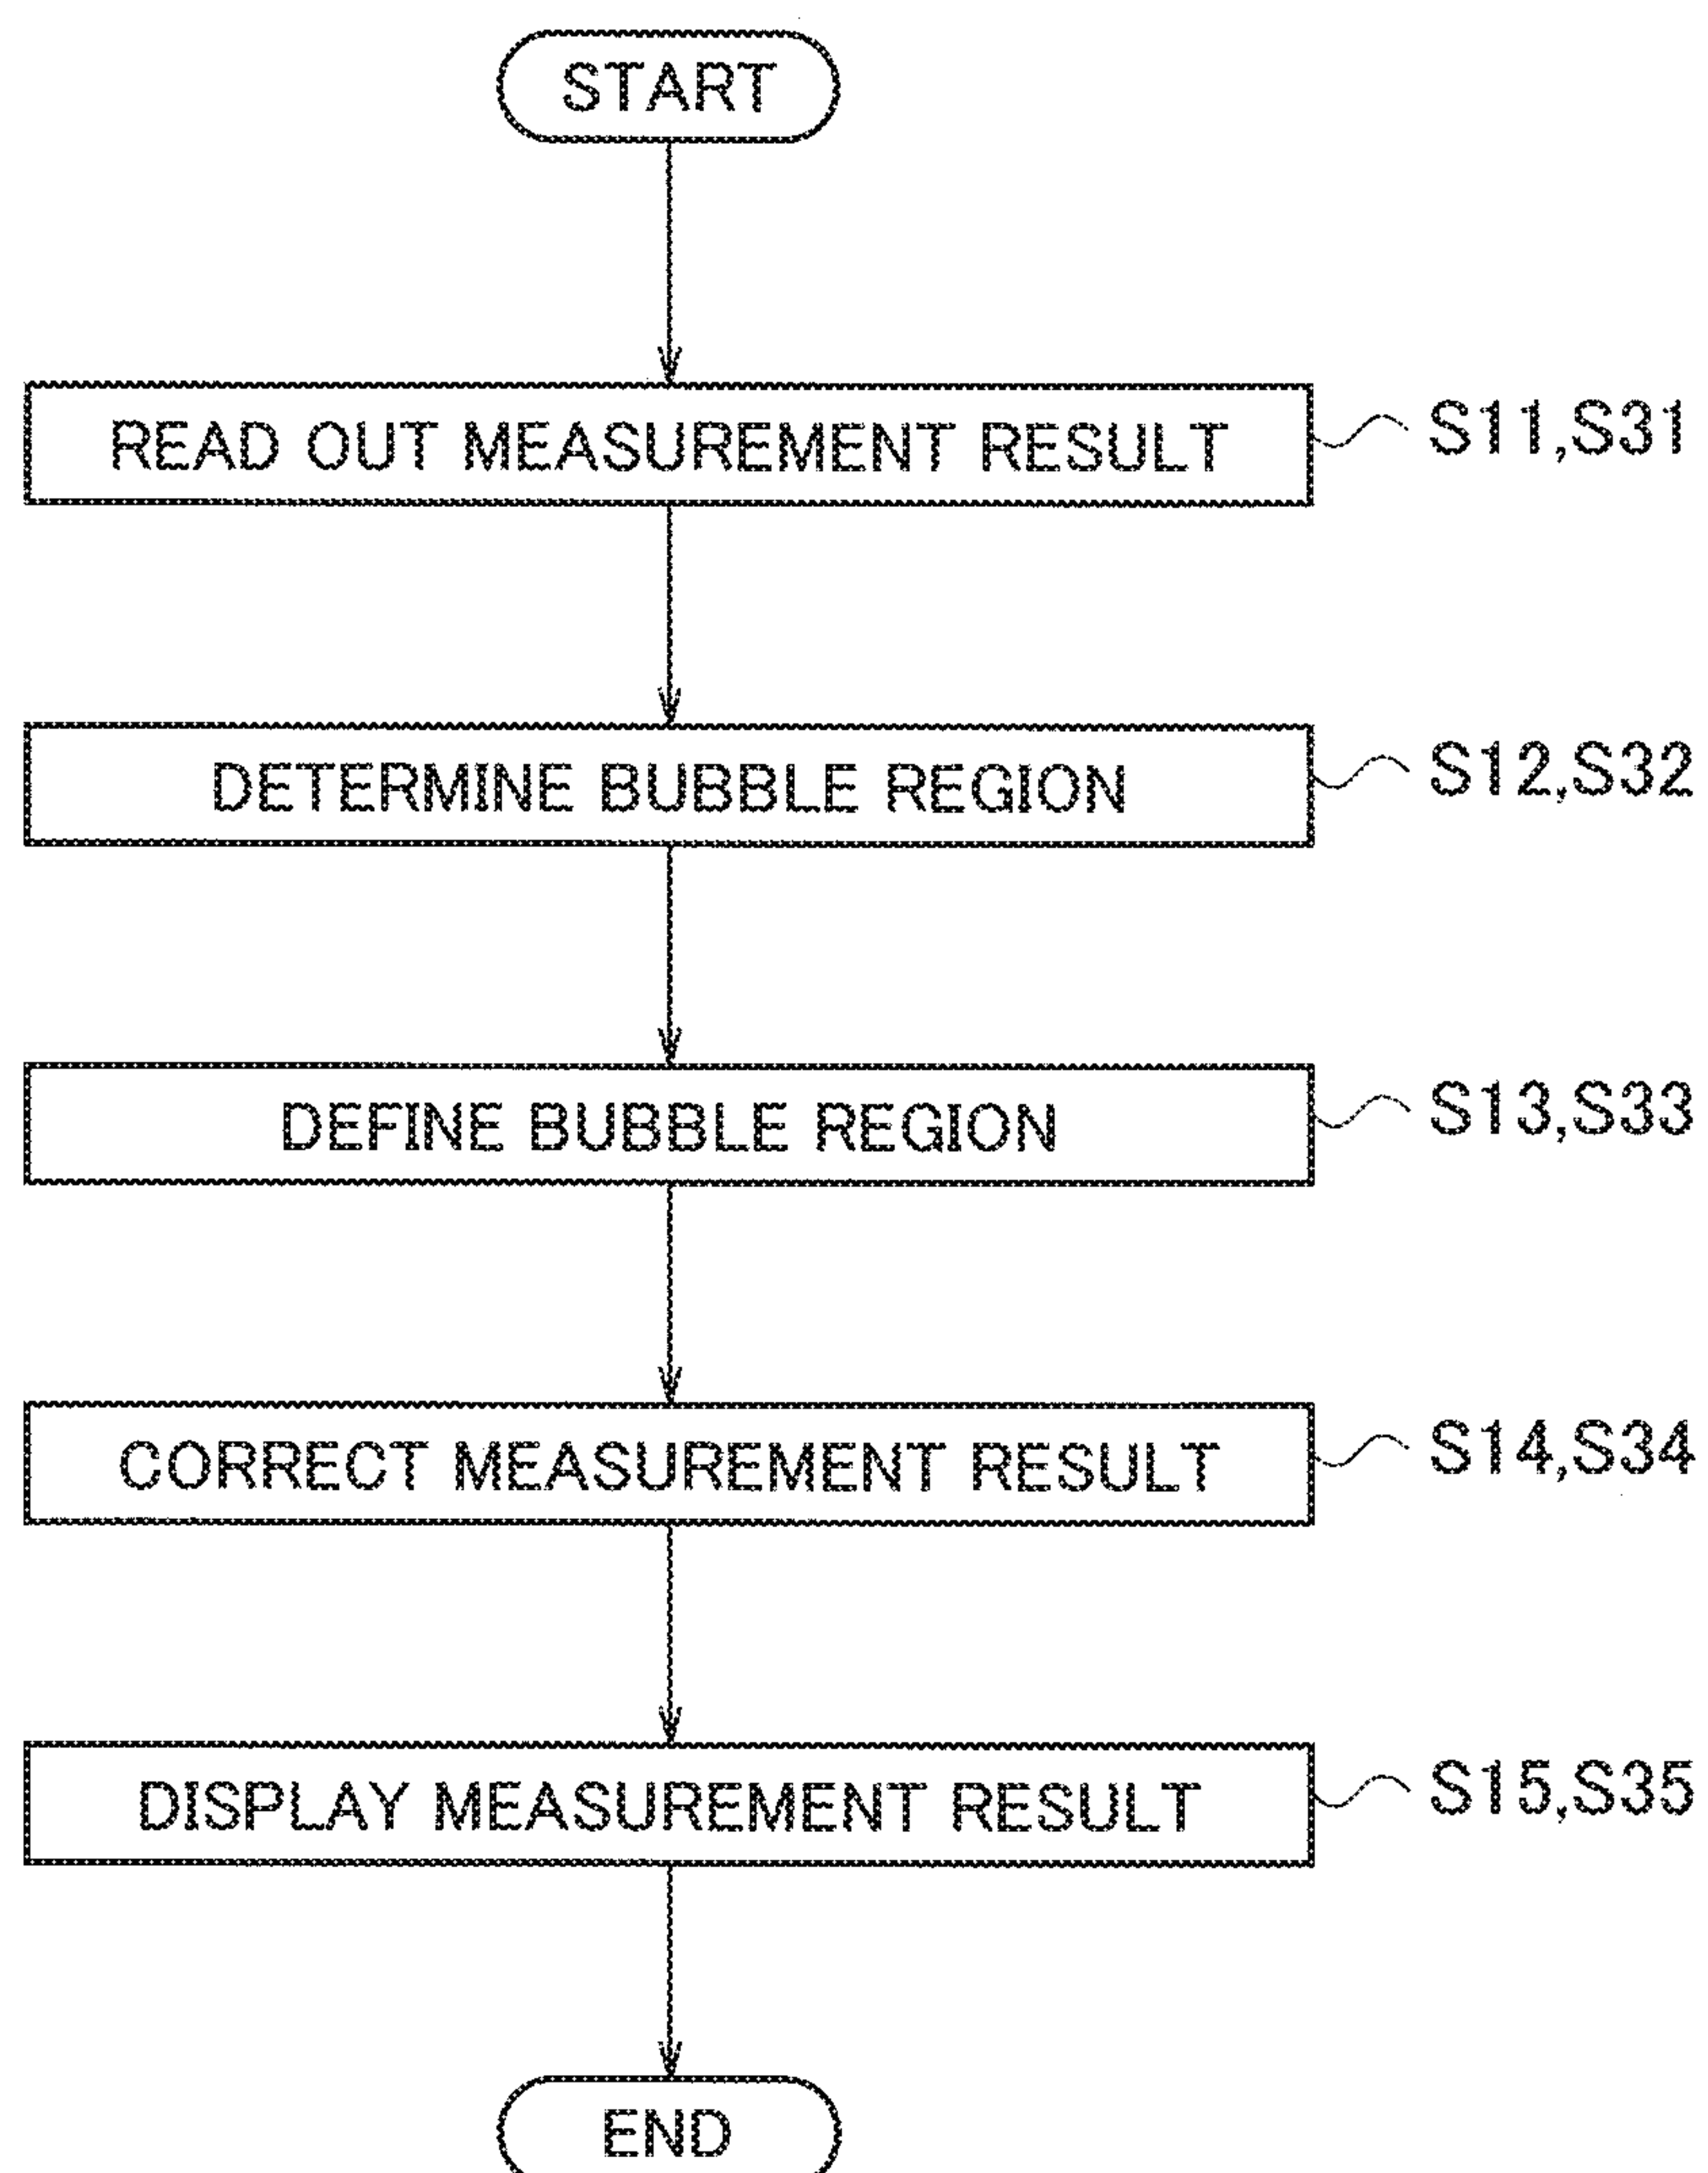 START
READ OUT MEASUREMENT RESULT
S11,S31
DETERMINE BUBBLE REGION
S12,S32
DEFINE BUBBLE REGION
S13,S33
CORRECT MEASUREMENT RESULT
S14,S34
DISPLAY MEASUREMENT RESULT
S15,S35
END